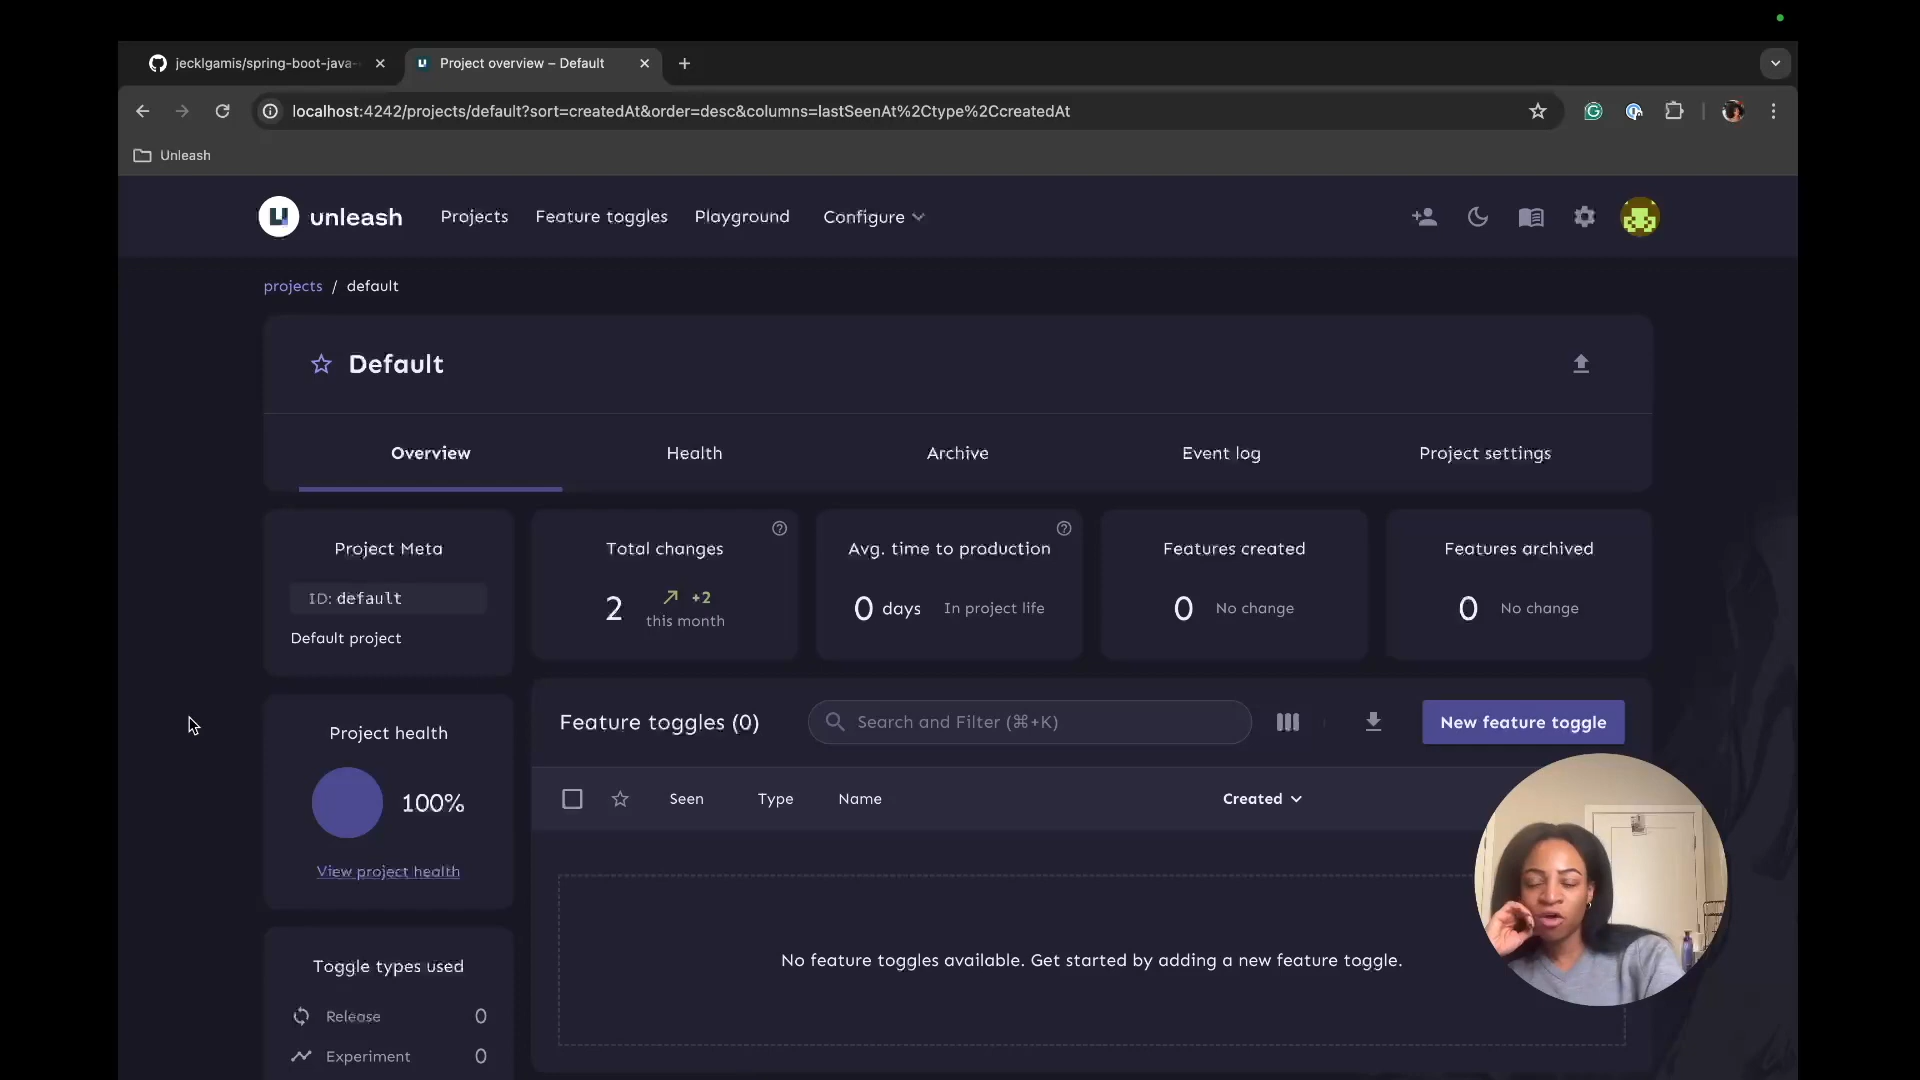 jecklgamis/spring-boot-java-
Project overview – Default
localhost:4242/projects/default?sort=createdAt&order=desc&columns=lastSeenAt%2Ctype%2CcreatedAt
Unleash
unleash
Projects
Feature toggles
Playground
Configure
projects / default
Default
Overview
Health
Archive
Event log
Project settings
Project Meta
ID: default
Default project
Total changes
2
+2
this month
Avg. time to production
0 days
In project life
Features created
0
No change
Features archived
0
No change
Project health
100%
View project health
Toggle types used
Release 0
Experiment 0
Feature toggles (0)
Search and Filter (⌘+K)
New feature toggle
Seen
Type
Name
Created
No feature toggles available. Get started by adding a new feature toggle.